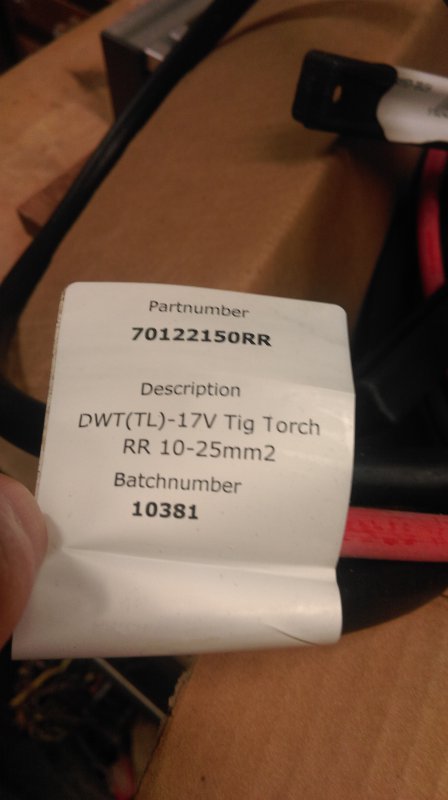 Partnumber
70122150RR
Description
DWT(TL)-17V Tig Torch
RR 10-25mm2
Batchnumber
10381